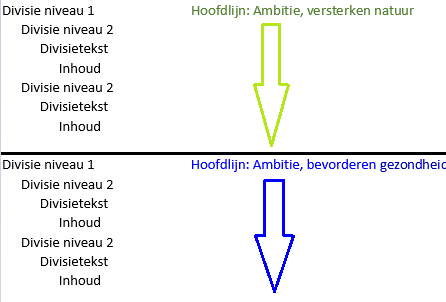 Divisie niveau 1 Hoofdlijn: Ambitie, versterken natuur
Divisie niveau 2
Divisietekst
Inhoud
Divisie niveau 2
Divisietekst
Inhoud
Divisie niveau 1 Hoofdlijn: Ambitie, bevorderen gezondheid
Divisie niveau 2
Divisietekst
Inhoud
Divisie niveau 2
Divisietekst
Inhoud